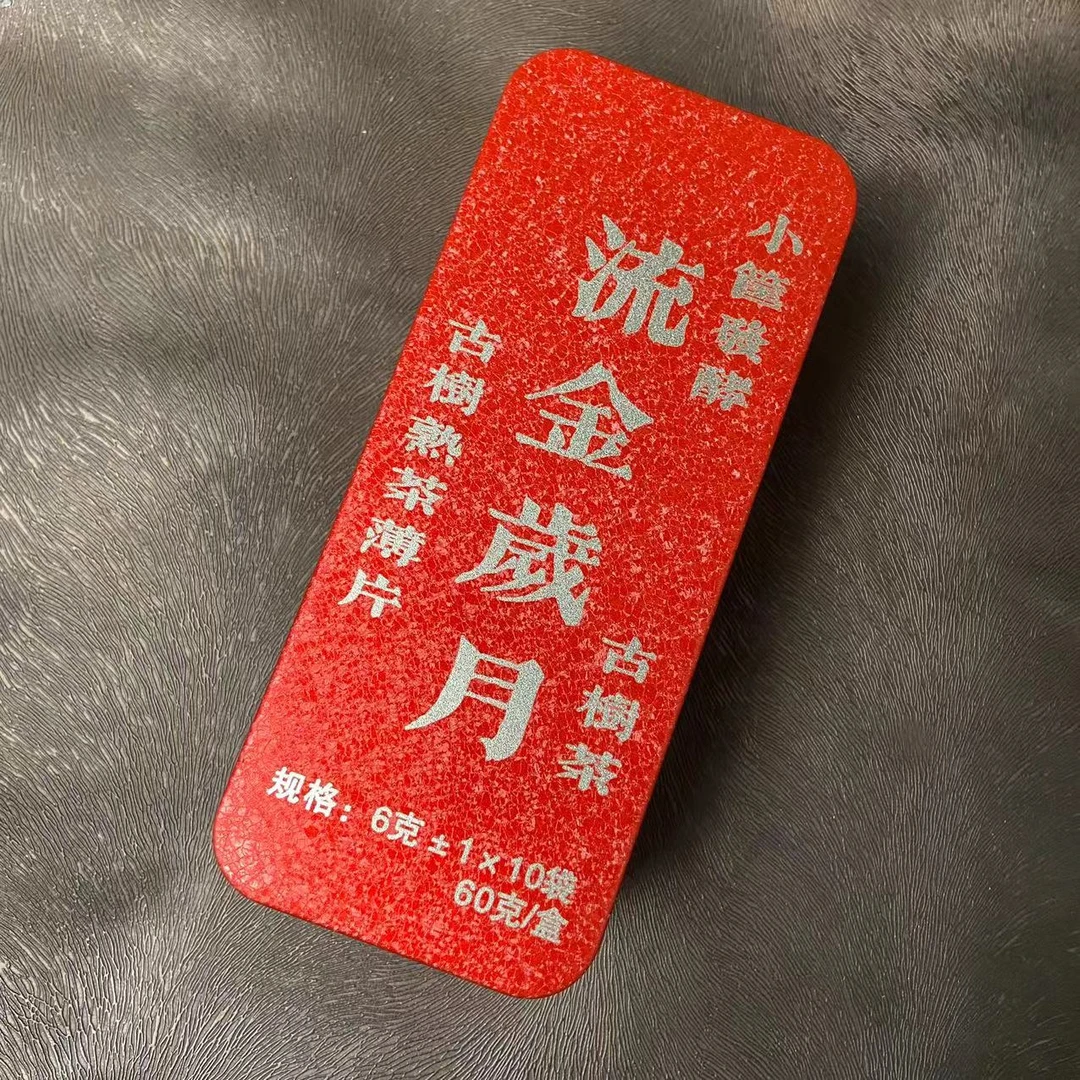 小筐發酵
流金歲月
古樹茶
古樹熟茶薄片
规格：6克±1×10袋
60克/盒